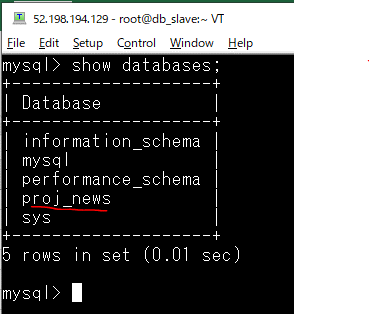 52.198.194.129 - root@db_slave:~ VT
File Edit Setup Control Window Help
mysql> show databases;
+--------------------+
| Database           |
+--------------------+
| information_schema |
| mysql              |
| performance_schema |
| proj_news          |
| sys                |
+--------------------+
5 rows in set (0.01 sec)
mysql>